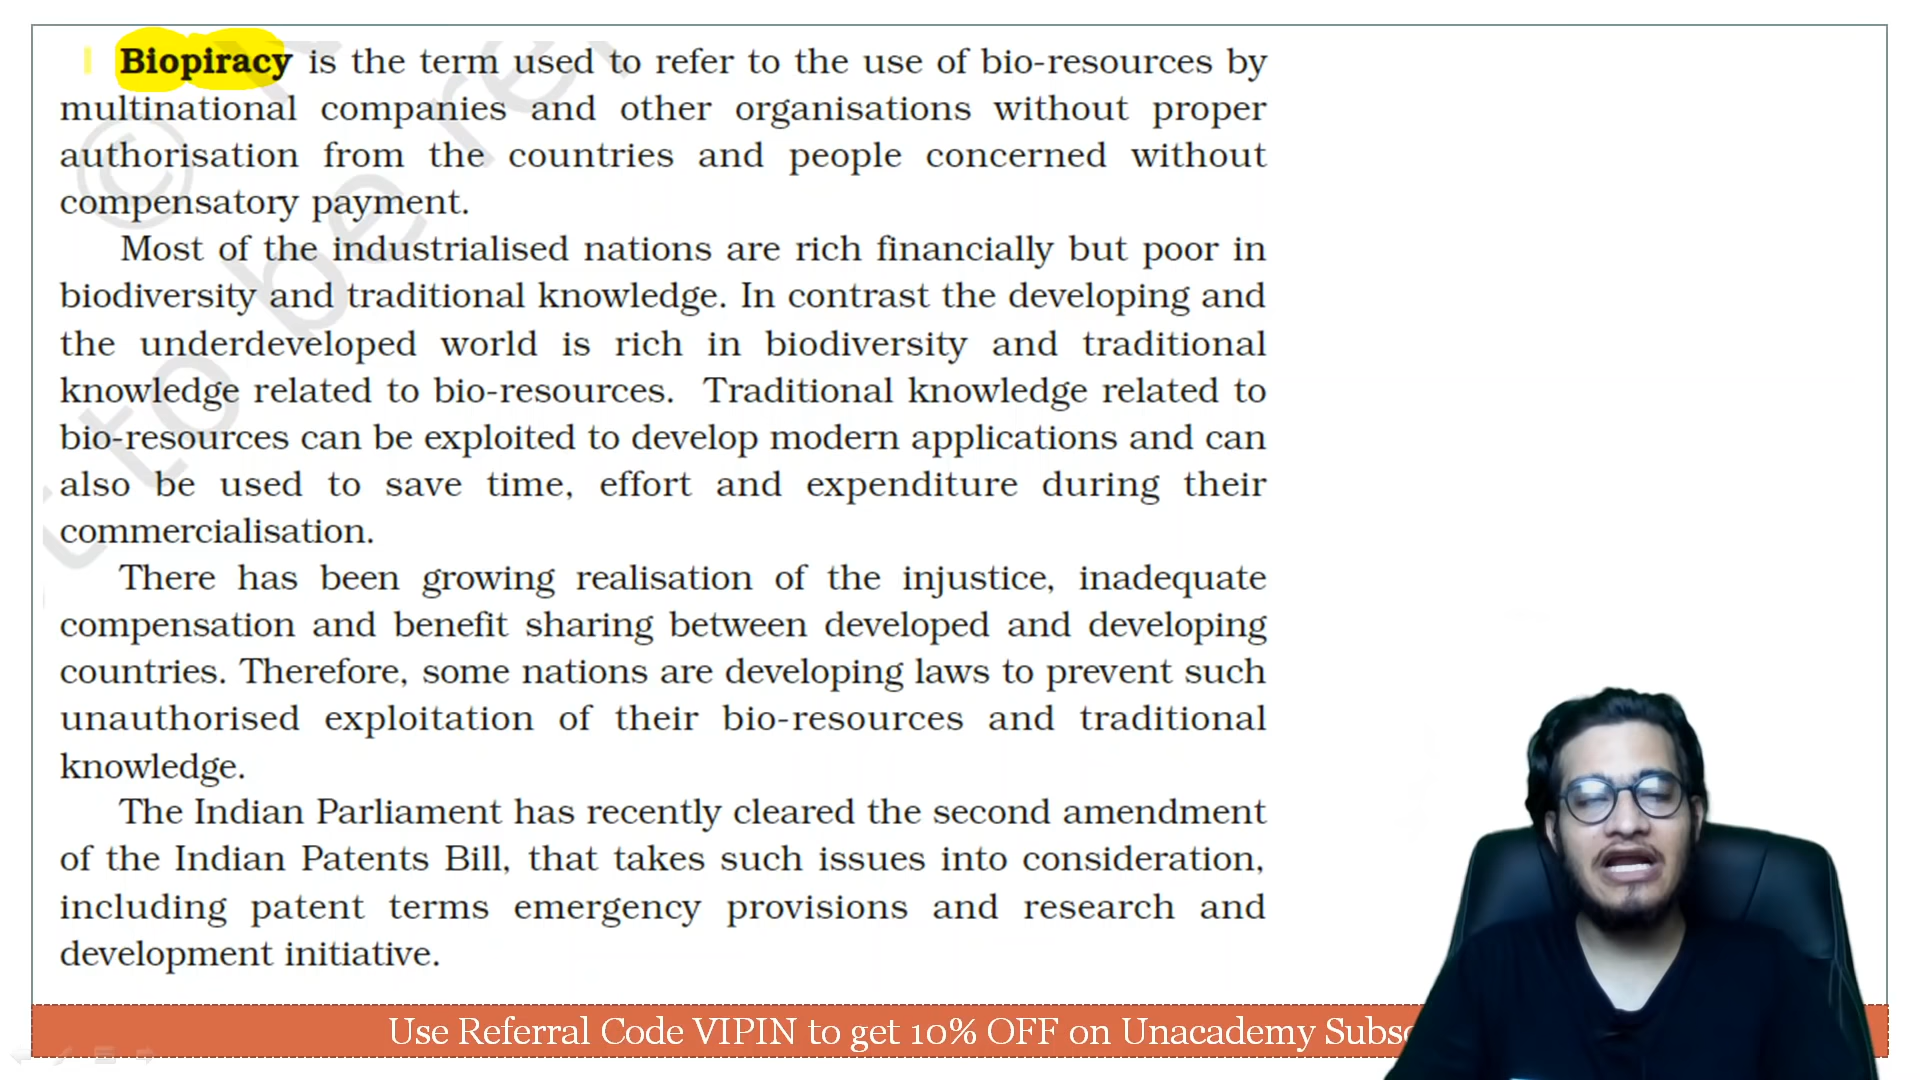 Biopiracy is the term used to refer to the use of bio-resources by
multinational companies and other organisations without proper
authorisation from the countries and people concerned without
compensatory payment.
Most of the industrialised nations are rich financially but poor in
biodiversity and traditional knowledge. In contrast the developing and
the underdeveloped world is rich in biodiversity and traditional
knowledge related to bio-resources. Traditional knowledge related to
bio-resources can be exploited to develop modern applications and can
also be used to save time, effort and expenditure during their
commercialisation.
There has been growing realisation of the injustice, inadequate
compensation and benefit sharing between developed and developing
countries. Therefore, some nations are developing laws to prevent such
unauthorised exploitation of their bio-resources and traditional
knowledge.
The Indian Parliament has recently cleared the second amendment
of the Indian Patents Bill, that takes such issues into consideration,
including patent terms emergency provisions and research and
development initiative.
Use Referral Code VIPIN to get 10% OFF on Unacademy